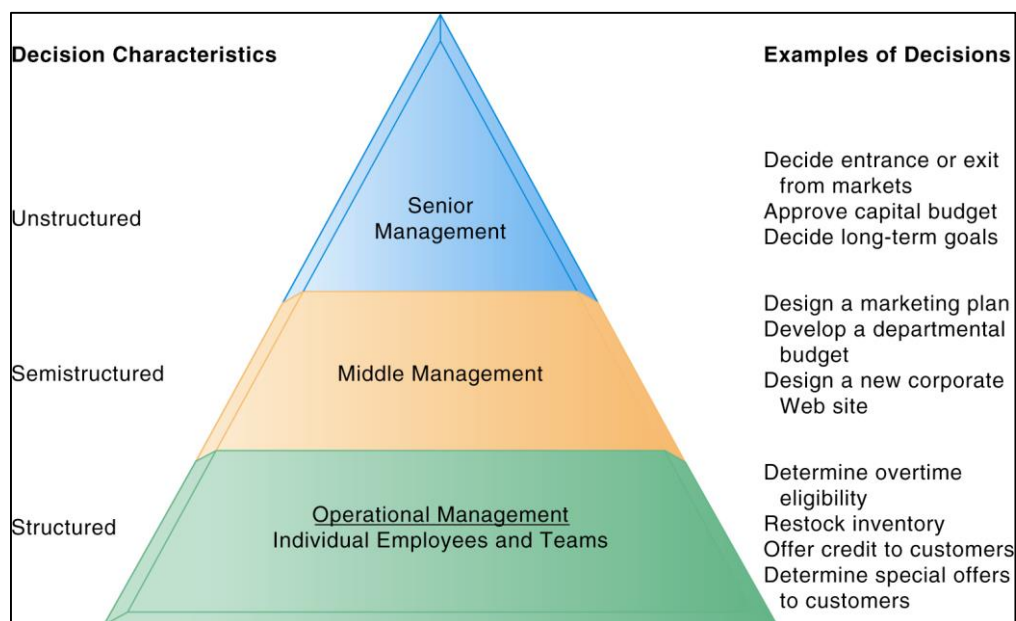 Decision Characteristics
Examples of Decisions
Unstructured
Senior
Management
Decide entrance or exit
from markets
Approve capital budget
Decide long-term goals
Semistructured
Middle Management
Design a marketing plan
Develop a departmental
budget
Design a new corporate
Web site
Structured
Operational Management
Individual Employees and Teams
Determine overtime
eligibility
Restock inventory
Offer credit to customers
Determine special offers
to customers